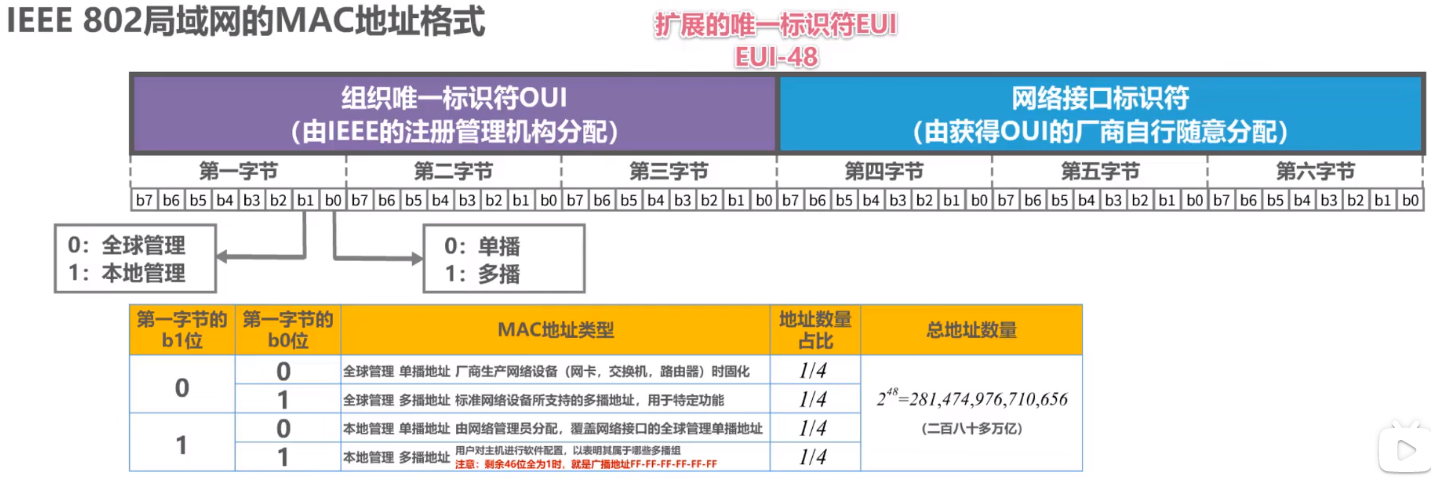 IEEE 802局域网的MAC地址格式
扩展的唯一标识符EUI
EUI-48
组织唯一标识符OUI
（由IEEE的注册管理机构分配）
网络接口标识符
（由获得OUI的厂商自行随意分配）
第一字节 第二字节 第三字节 第四字节 第五字节 第六字节
b7 b6 b5 b4 b3 b2 b1 b0 b7 b6 b5 b4 b3 b2 b1 b0 b7 b6 b5 b4 b3 b2 b1 b0 b7 b6 b5 b4 b3 b2 b1 b0 b7 b6 b5 b4 b3 b2 b1 b0 b7 b6 b5 b4 b3 b2 b1 b0
0：全球管理
1：本地管理
0：单播
1：多播
第一字节的
b1位
第一字节的
b0位
MAC地址类型
地址数量
占比
总地址数量
0
0 全球管理 单播地址 厂商生产网络设备（网卡，交换机，路由器）时固化 1/4
1 全球管理 多播地址 标准网络设备所支持的多播地址，用于特定功能 1/4
1
0 本地管理 单播地址 由网络管理员分配，覆盖网络接口的全球管理单播地址 1/4
1 本地管理 多播地址 用户对主机进行软件配置，以表明其属于哪些多播组 1/4
注意：剩余46位全为1时，就是广播地址FF-FF-FF-FF-FF-FF
2^48=281,474,976,710,656
（二百八十多万亿）